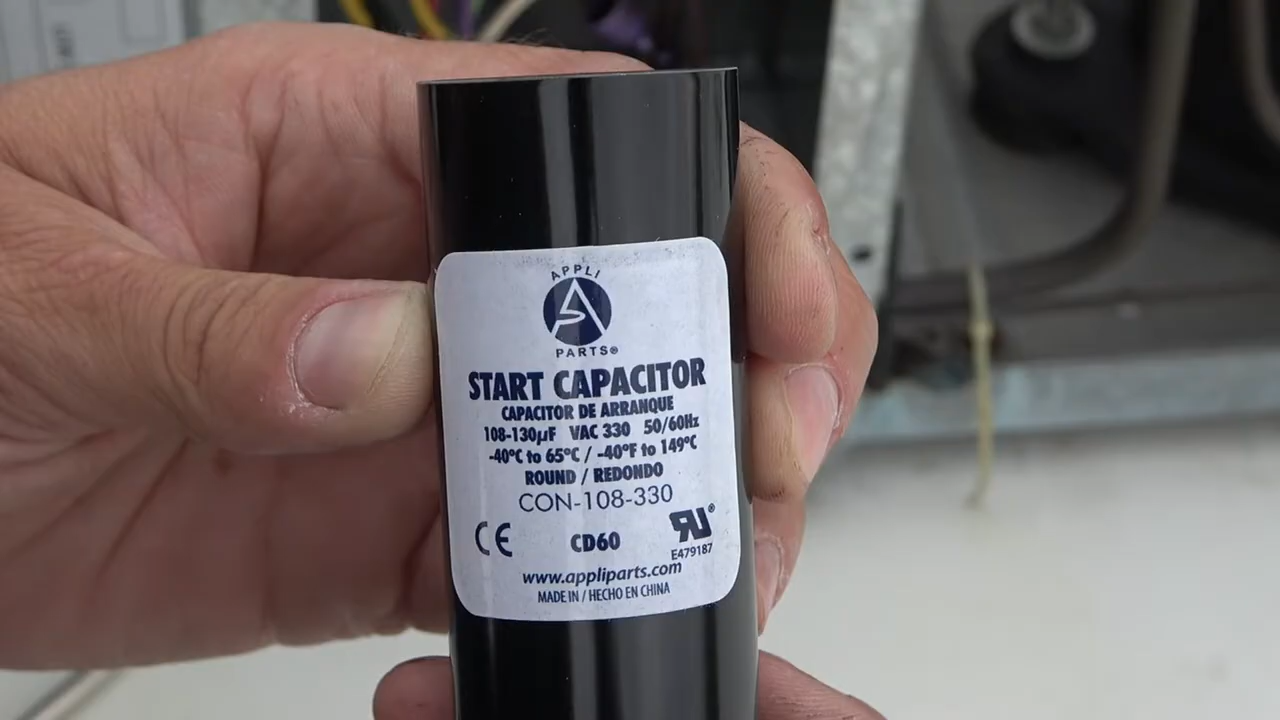 APPLI
PARTS®
START CAPACITOR
CAPACITOR DE ARRANQUE
108-130µF VAC 330 50/60Hz
-40°C to 65°C / -40°F to 149°C
ROUND / REDONDO
CON-108-330
CE CD60 RU®
E479187
www.appliparts.com
MADE IN / HECHO EN CHINA